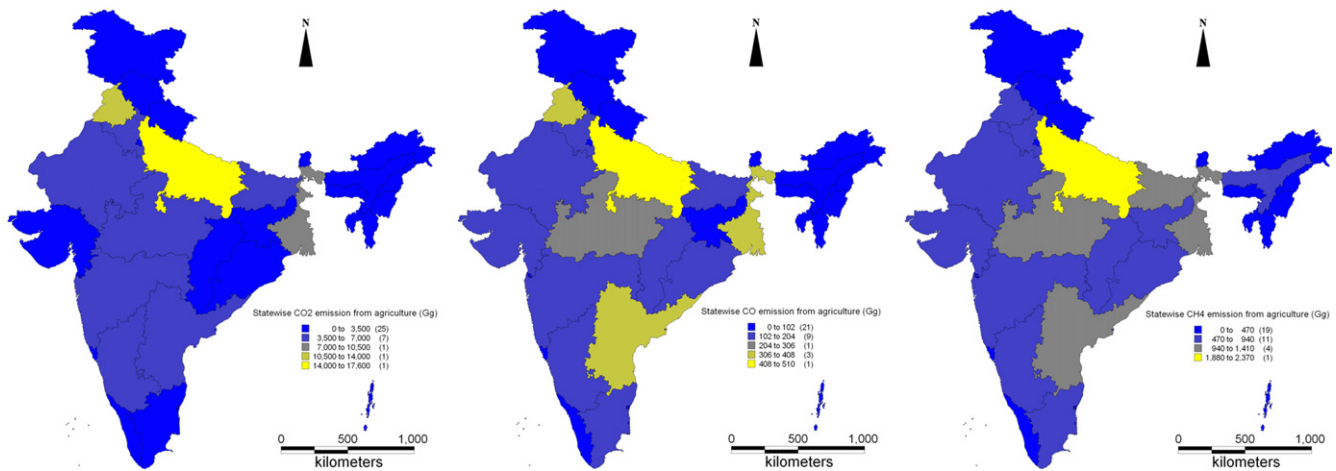 N
Statewise CO2 emission from agriculture (Gg)
0 to 3,500 (25)
3,500 to 7,000 (7)
7,000 to 10,500 (1)
10,500 to 14,000 (1)
14,000 to 17,600 (1)
0 500 1,000
kilometers
N
Statewise CO emission from agriculture (Gg)
0 to 102 (21)
102 to 204 (9)
204 to 306 (1)
306 to 408 (3)
408 to 510 (1)
0 500 1,000
kilometers
N
Statewise CH4 emission from agriculture (Gg)
0 to 470 (19)
470 to 940 (11)
940 to 1,410 (4)
1,880 to 2,370 (1)
0 500 1,000
kilometers